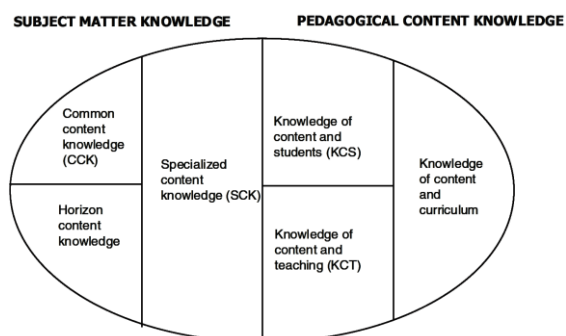 SUBJECT MATTER KNOWLEDGE
PEDAGOGICAL CONTENT KNOWLEDGE
Common
content
knowledge
(CCK)
Horizon
content
knowledge
Specialized
content
knowledge (SCK)
Knowledge of
content and
students (KCS)
Knowledge of
content and
teaching (KCT)
Knowledge
of content
and
curriculum